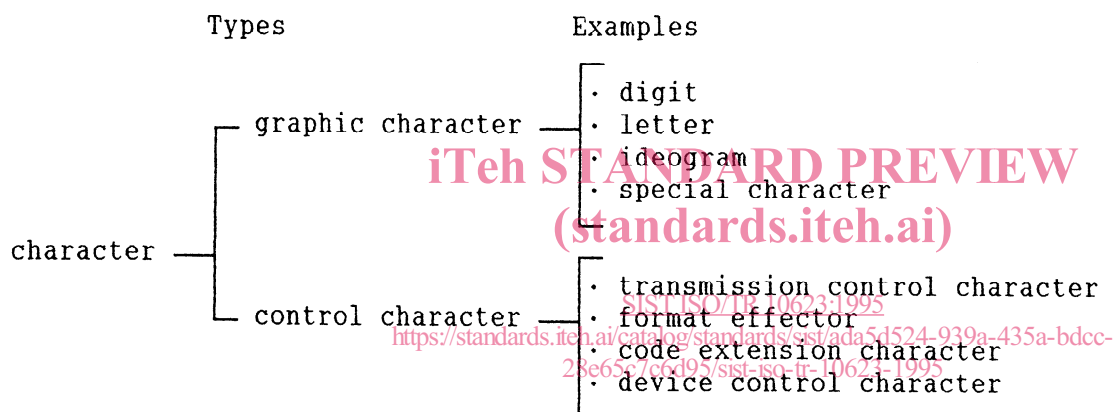 Types Examples
· digit
graphic character · letter
· ideogram
iTeh STANDARD PREVIEW
· special character
(standards.iteh.ai)
character
· transmission control character
SIST ISO/TR 10623:1995
control character · format effector
https://standards.iteh.ai/catalog/standards/sist/ada5d524-939a-435a-bdcc-
· code extension character
28e65c7c6d95/sist-iso-tr-10623-1995
· device control character